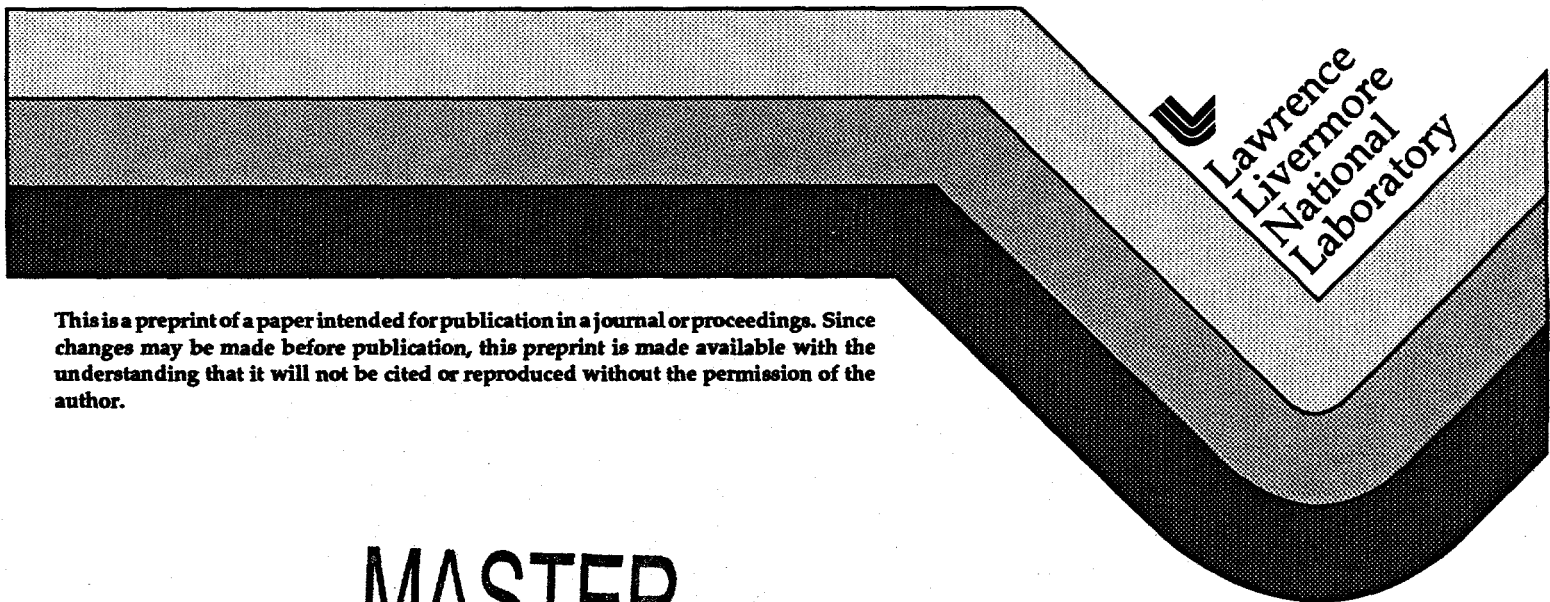 Lawrence
Livermore
National
Laboratory
This is a preprint of a paper intended for publication in a journal or proceedings. Since
changes may be made before publication, this preprint is made available with the
understanding that it will not be cited or reproduced without the permission of the
author.
MASTER